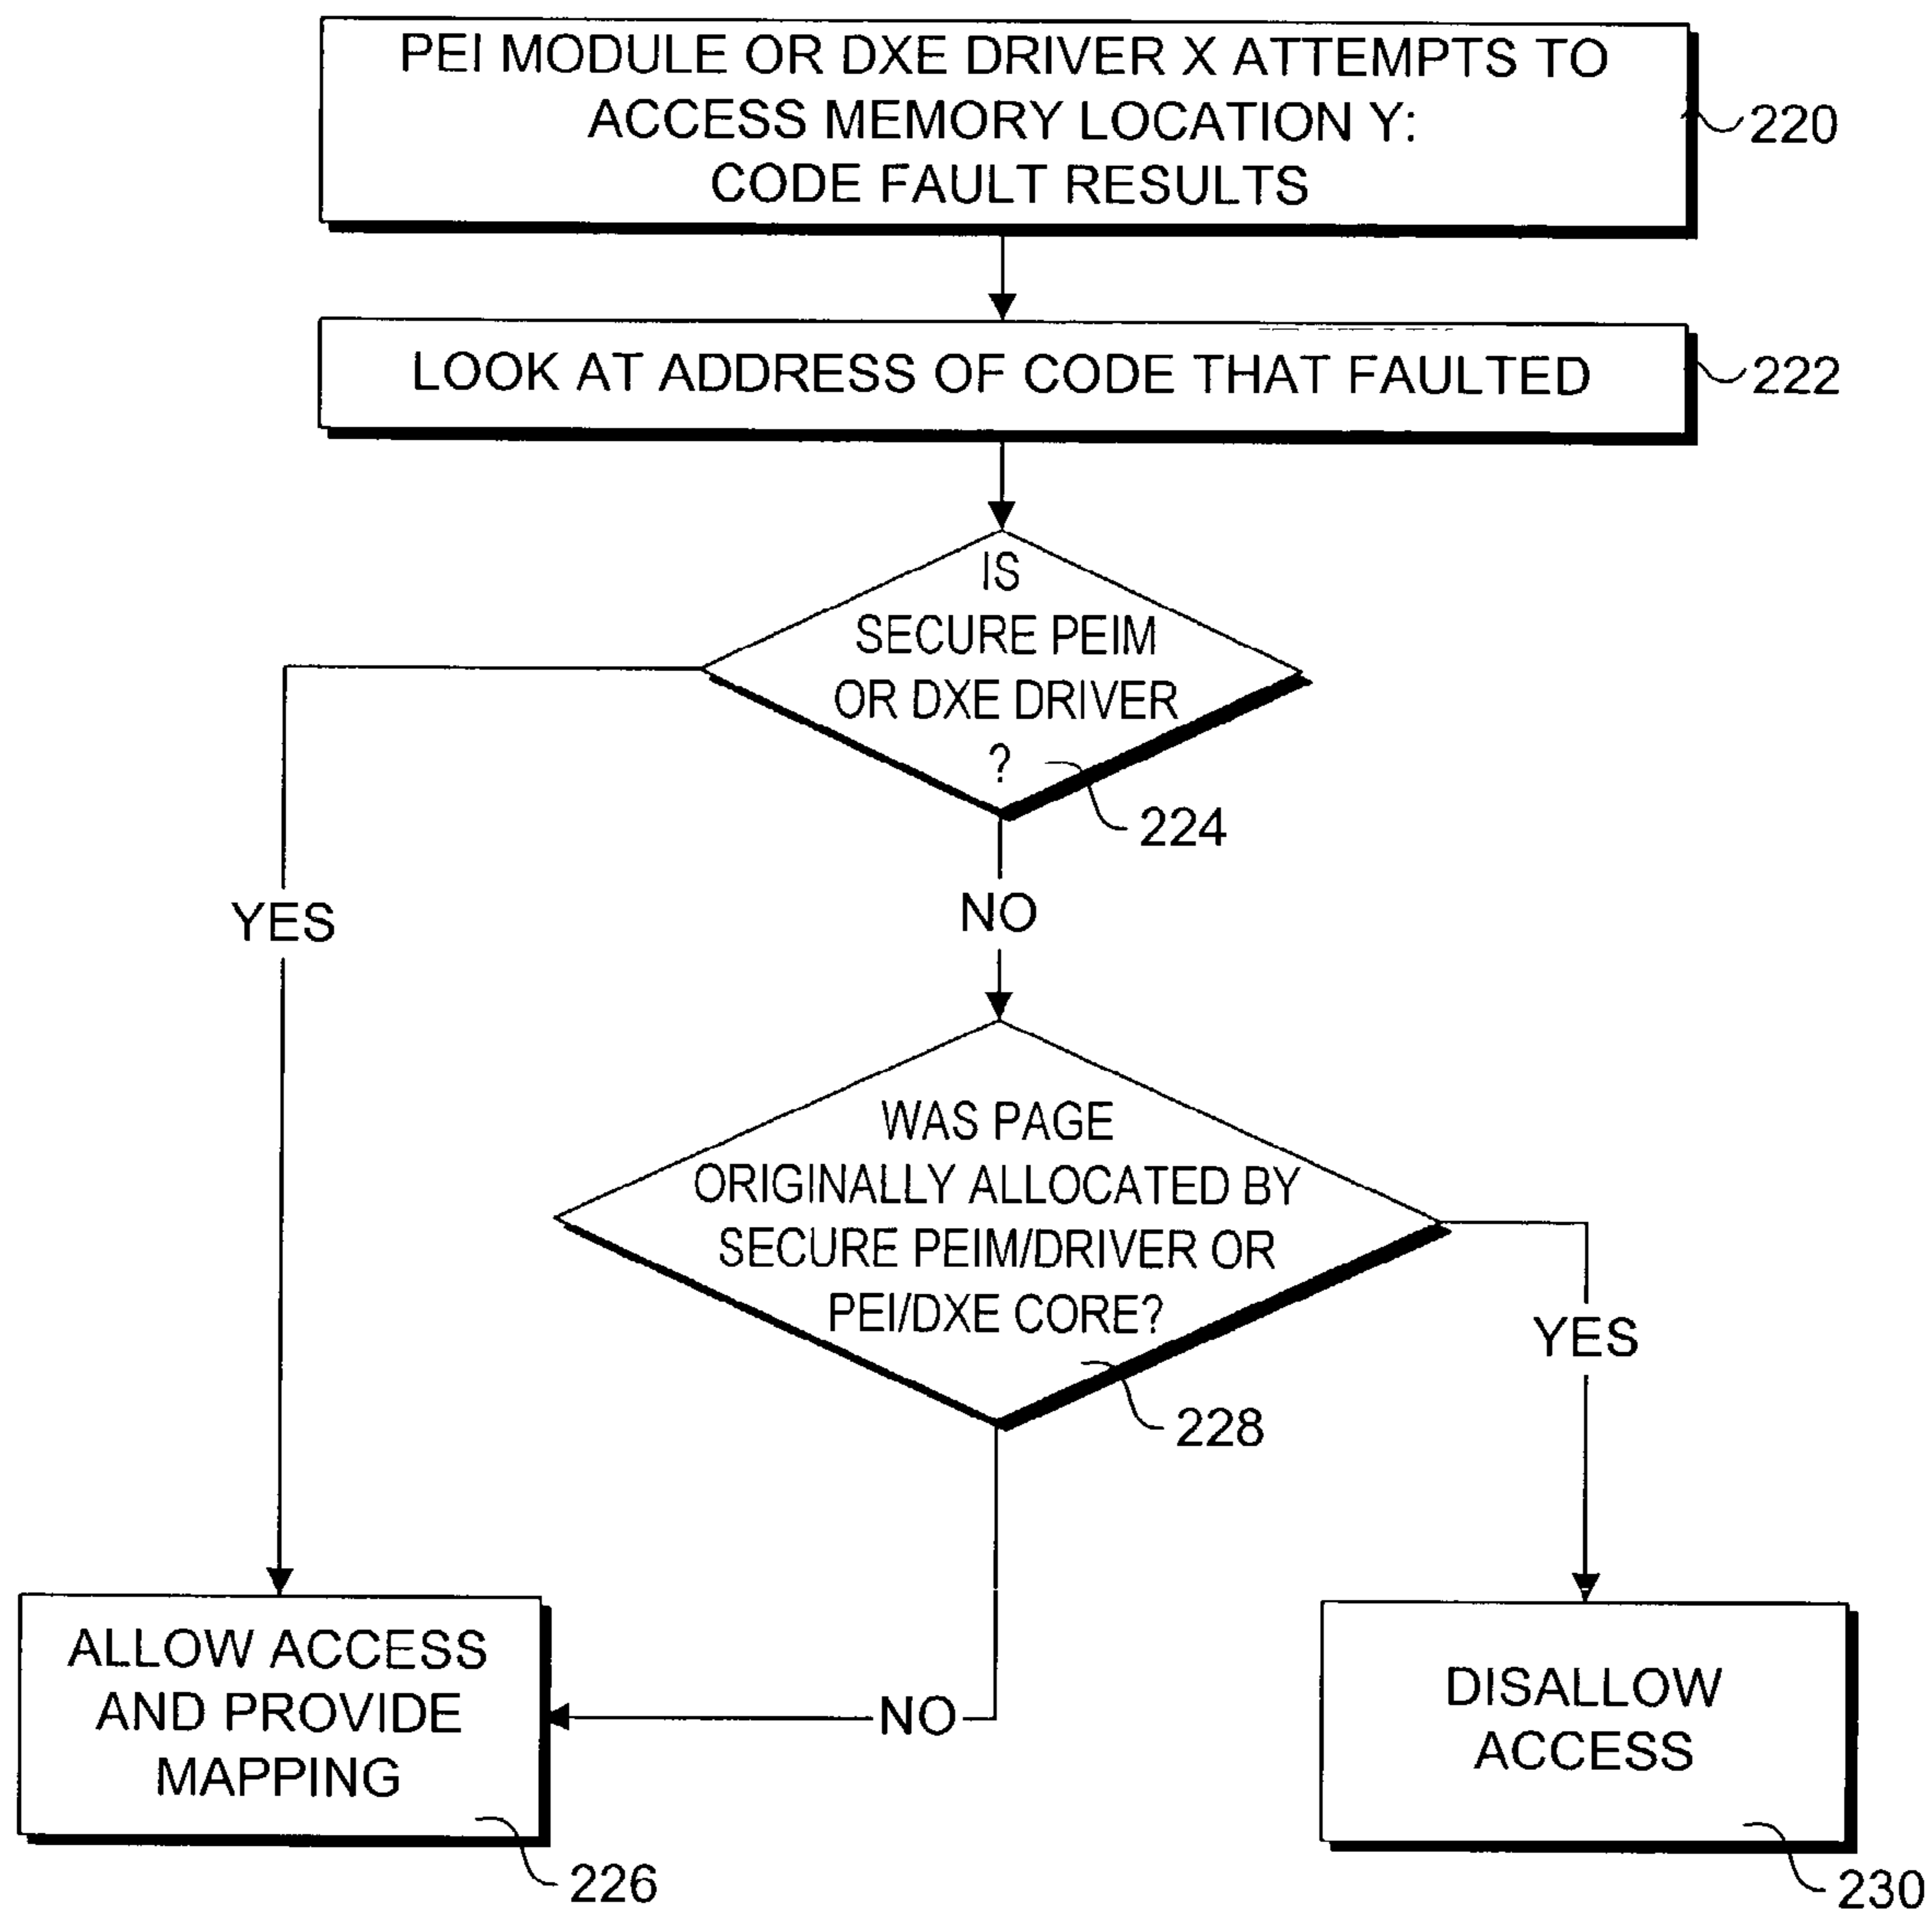 PEI MODULE OR DXE DRIVER X ATTEMPTS TO
ACCESS MEMORY LOCATION Y:
CODE FAULT RESULTS
220
LOOK AT ADDRESS OF CODE THAT FAULTED
222
IS
SECURE PEIM
OR DXE DRIVER
?
224
YES
NO
WAS PAGE
ORIGINALLY ALLOCATED BY
SECURE PEIM/DRIVER OR
PEI/DXE CORE?
228
YES
NO
ALLOW ACCESS
AND PROVIDE
MAPPING
226
DISALLOW
ACCESS
230